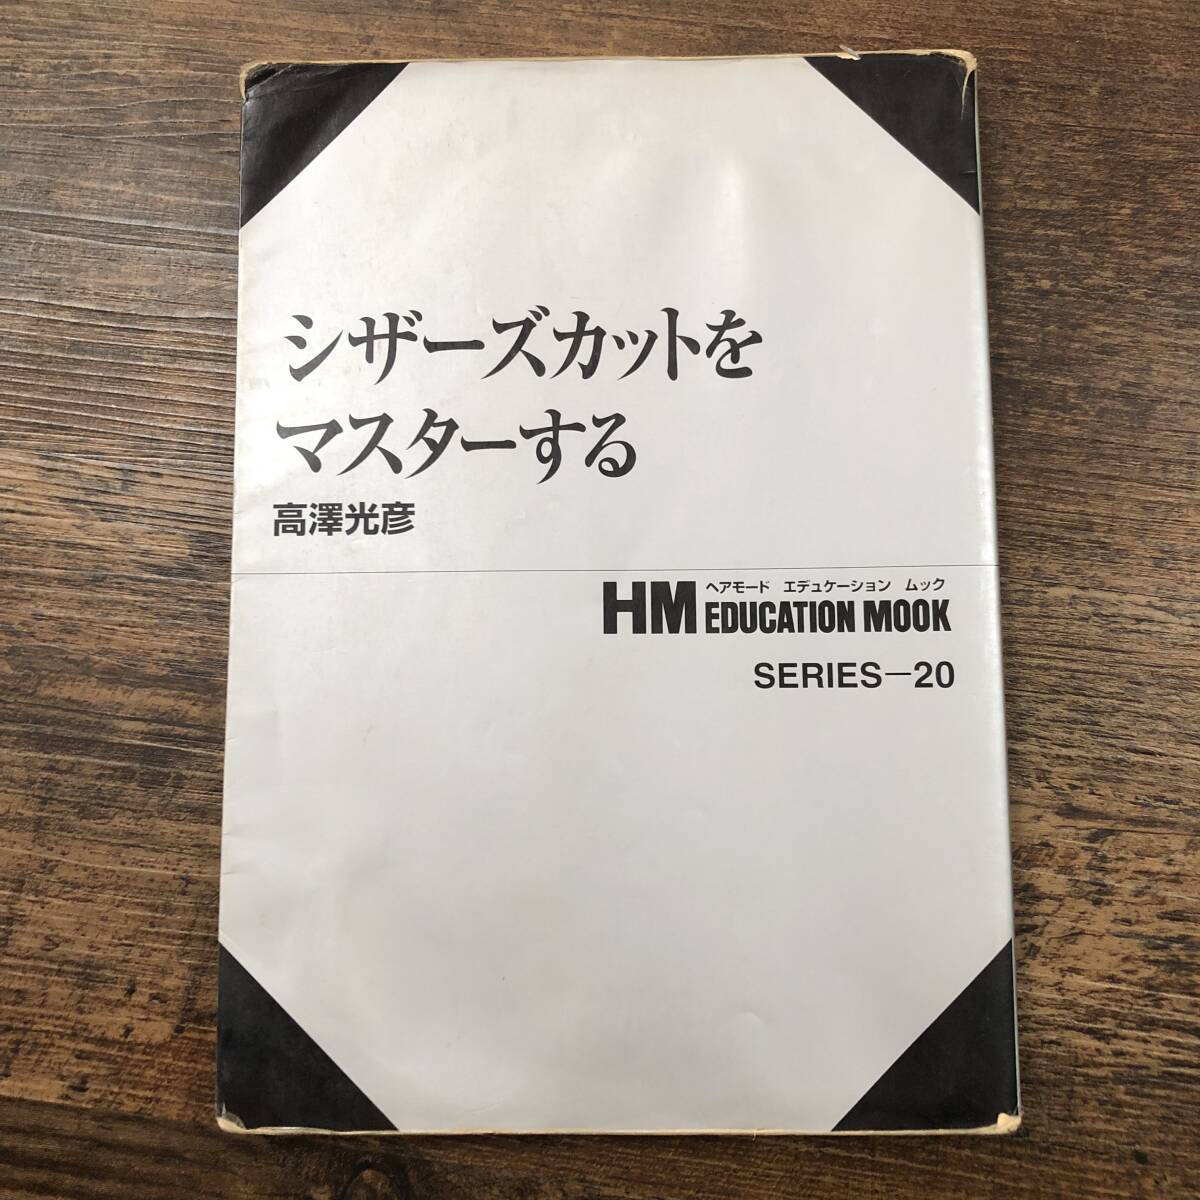 シザーズカットを
マスターする
高澤光彦
ヘアモード エデュケーション ムック
HM EDUCATION MOOK
SERIES—20